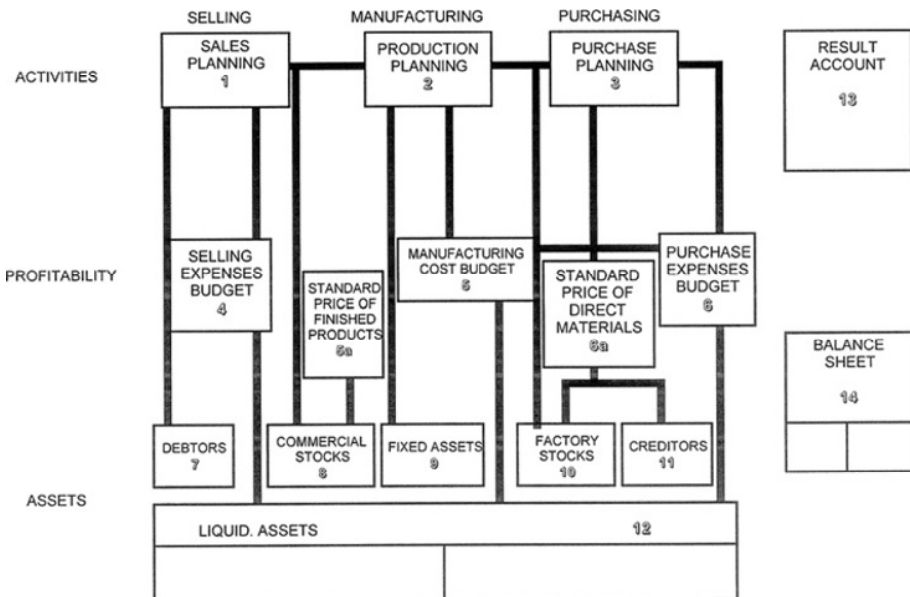 SELLING
MANUFACTURING
PURCHASING
ACTIVITIES
SALES
PLANNING
1
PRODUCTION
PLANNING
2
PURCHASE
PLANNING
3
RESULT
ACCOUNT
13
PROFITABILITY
SELLING
EXPENSES
BUDGET
4
STANDARD
PRICE OF
FINISHED
PRODUCTS
5a
MANUFACTURING
COST BUDGET
5
STANDARD
PRICE OF
DIRECT
MATERIALS
6a
PURCHASE
EXPENSES
BUDGET
6
BALANCE
SHEET
14
DEBTORS
7
COMMERCIAL
STOCKS
8
FIXED ASSETS
9
FACTORY
STOCKS
10
CREDITORS
11
ASSETS
LIQUID. ASSETS
12